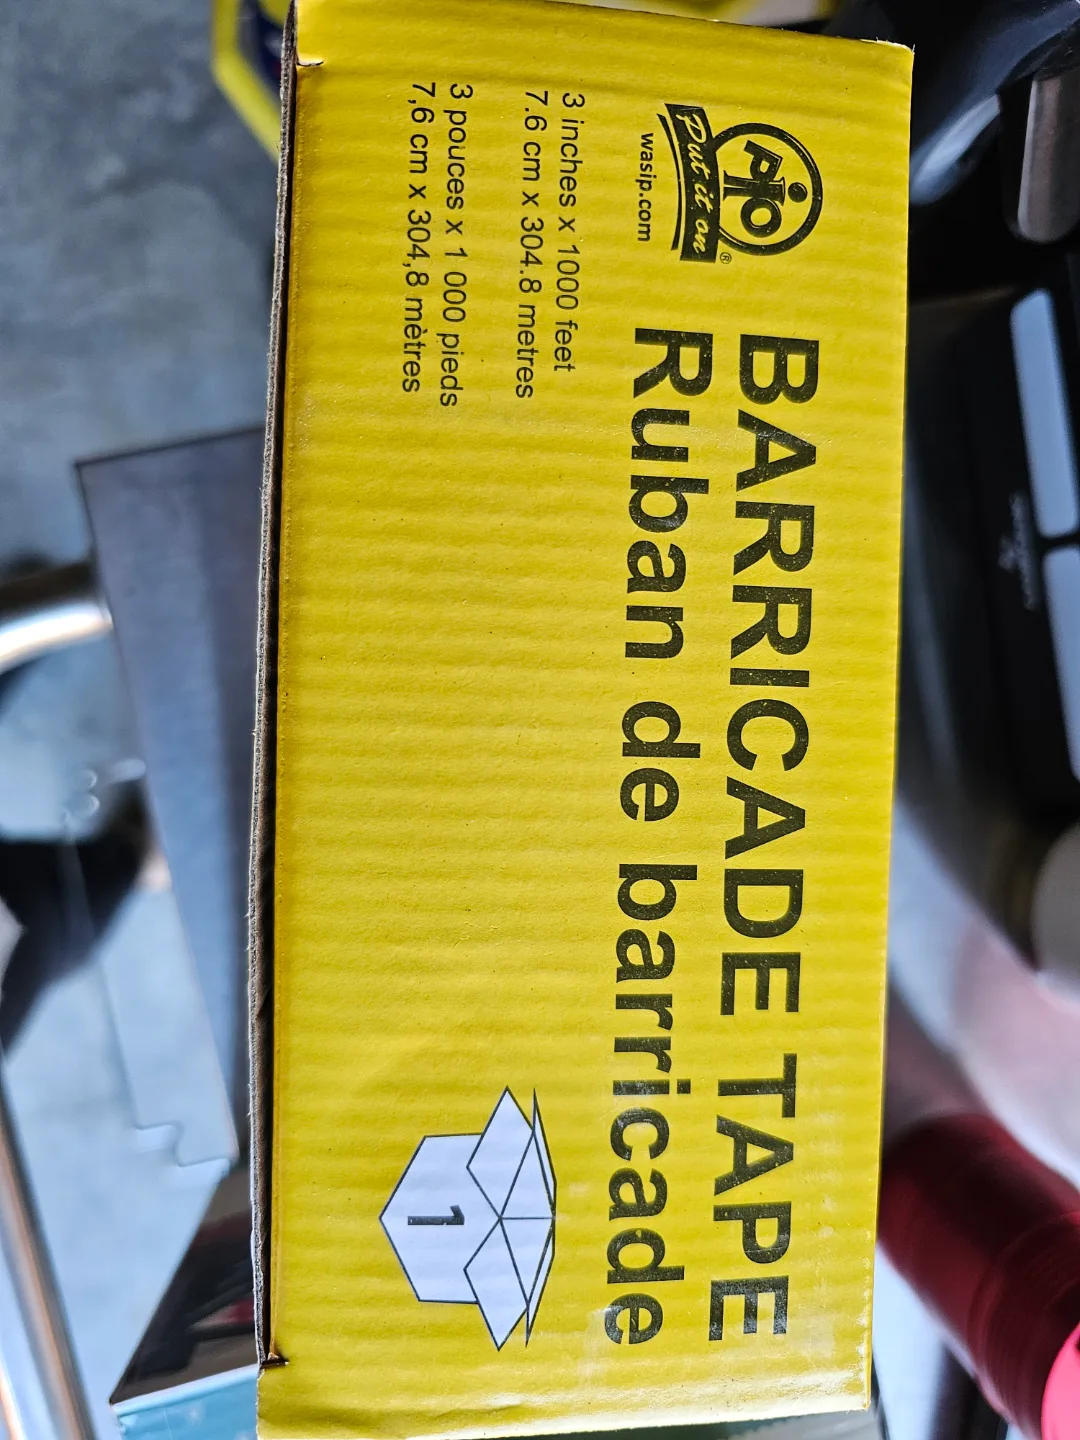 pio
Put it on®
wasip.com
BARRICADE TAPE
Ruban de barricade
3 inches x 1000 feet
7.6 cm x 304.8 metres
3 pouces x 1 000 pieds
7,6 cm x 304,8 mètres
1